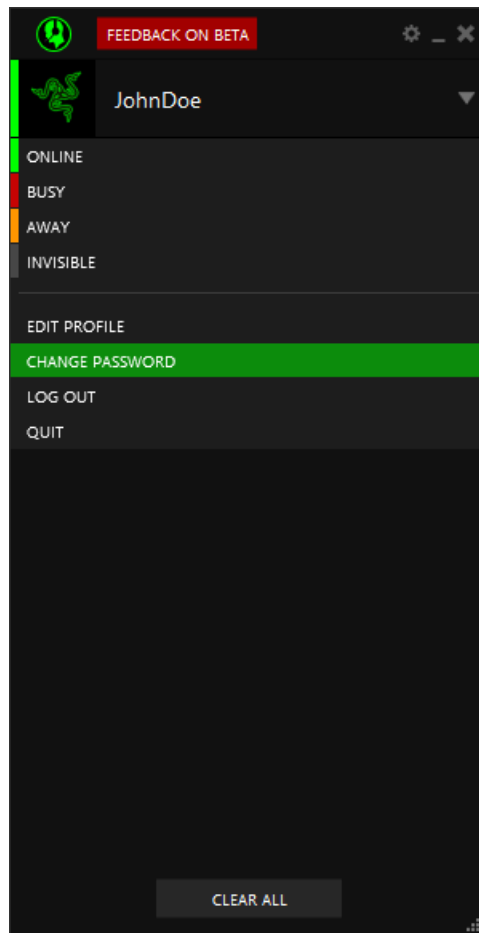 FEEDBACK ON BETA
JohnDoe
ONLINE
BUSY
AWAY
INVISIBLE
EDIT PROFILE
CHANGE PASSWORD
LOG OUT
QUIT
CLEAR ALL